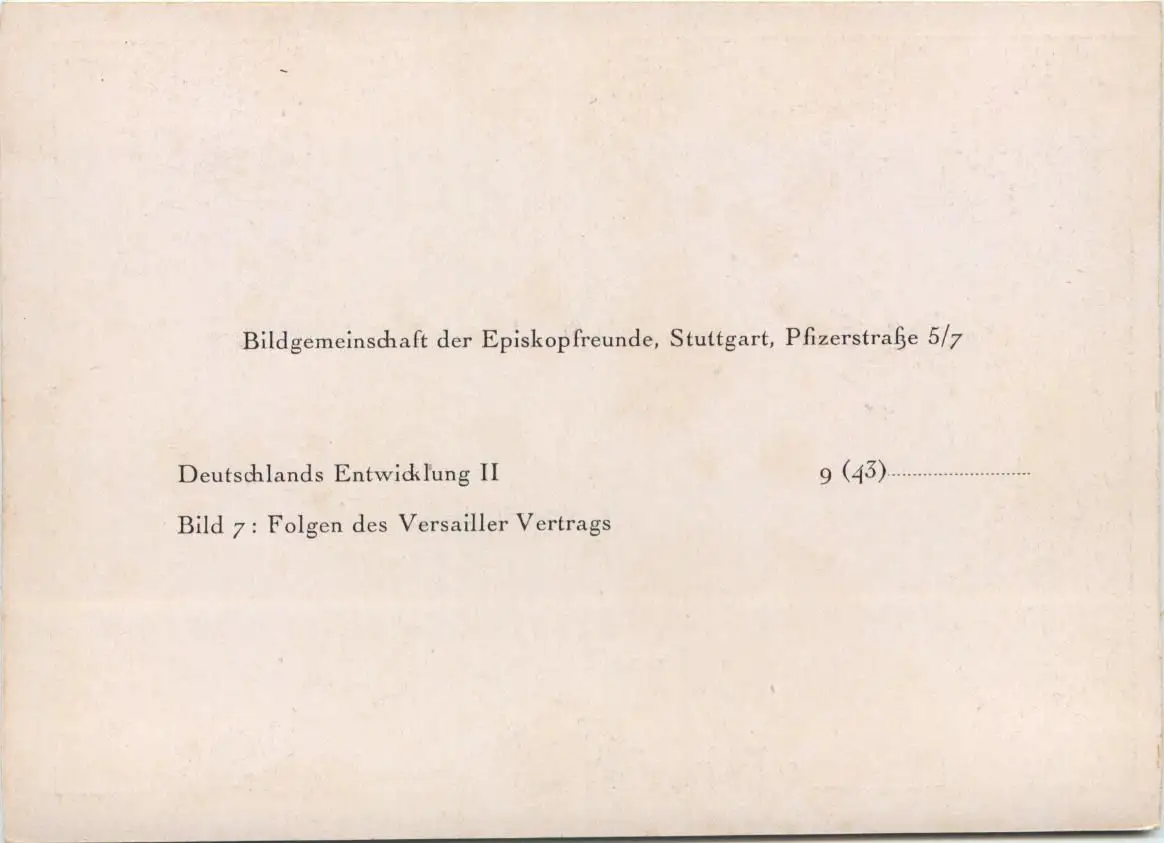 Bildgemeinschaft der Episkopfreunde, Stuttgart, Pfizerstraße 5/7
Deutschlands Entwicklung II 9 (43)
Bild 7: Folgen des Versailler Vertrags